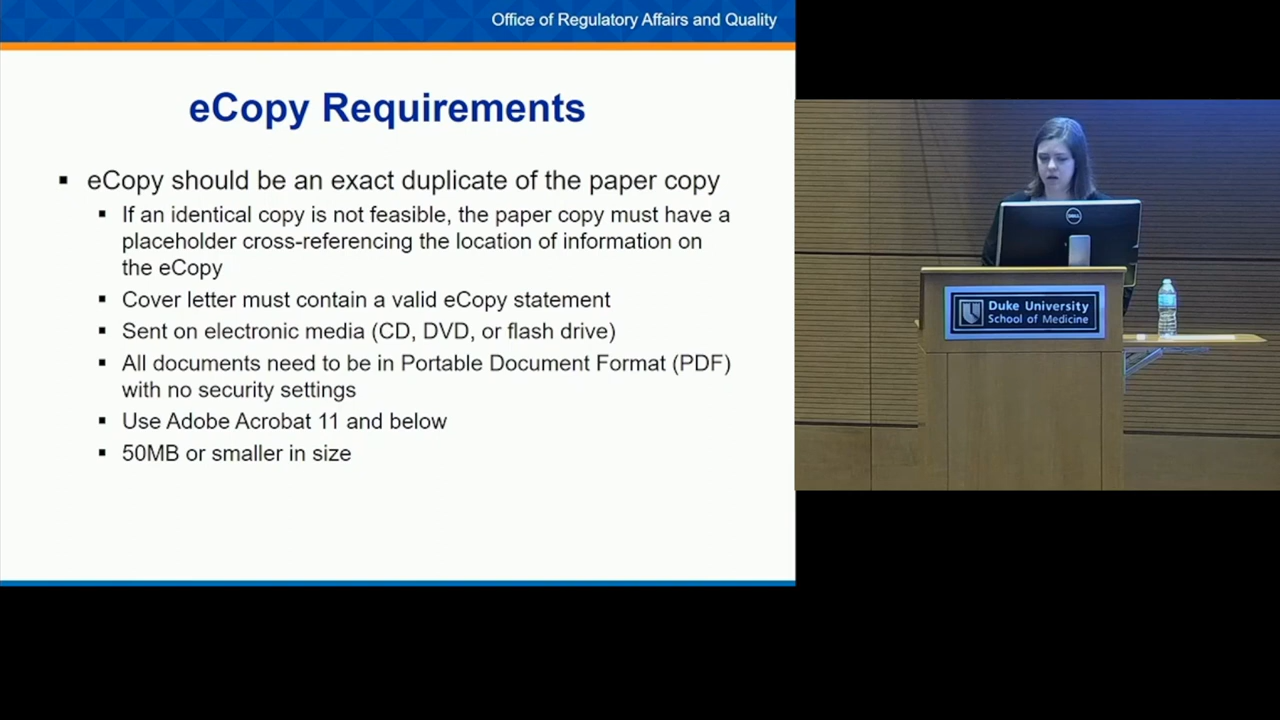 Office of Regulatory Affairs and Quality
eCopy Requirements
▪ eCopy should be an exact duplicate of the paper copy
▪ If an identical copy is not feasible, the paper copy must have a
placeholder cross-referencing the location of information on
the eCopy
▪ Cover letter must contain a valid eCopy statement
▪ Sent on electronic media (CD, DVD, or flash drive)
▪ All documents need to be in Portable Document Format (PDF)
with no security settings
▪ Use Adobe Acrobat 11 and below
▪ 50MB or smaller in size
DELL
Duke University
School of Medicine